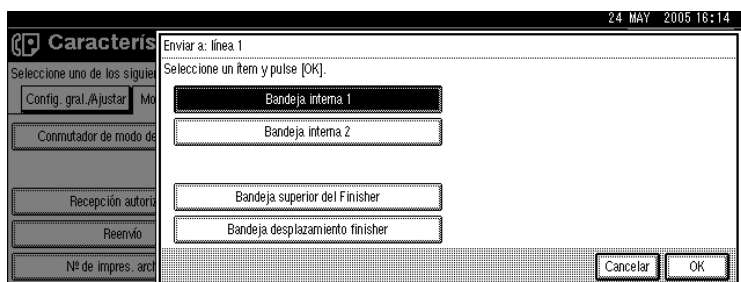 24 MAY 2005 16:14
Caracterís
Enviar a: línea 1
Seleccione uno de los siguier
Seleccione un ítem y pulse [OK].
Config. gral./Ajustar
Mo
Bandeja interna 1
Conmutador de modo de
Bandeja interna 2
Recepción autoriz
Bandeja superior del Finisher
Reenvío
Bandeja desplazamiento finisher
Nº de impres. arch
Cancelar
OK